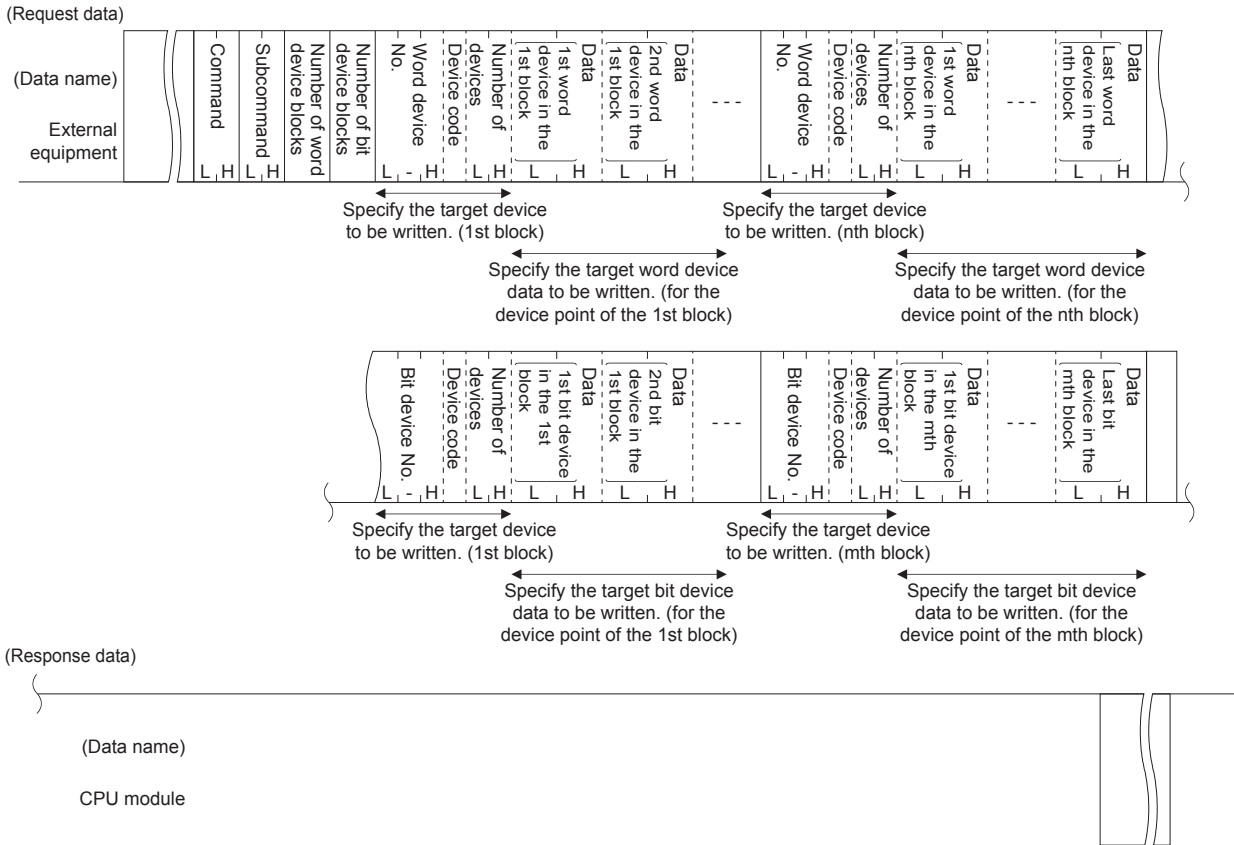 (Request data)
(Data name)
External
equipment
Command
L H
Subcommand
L H
Number of word
device blocks
Number of bit
device blocks
Word device
No.
L - H
Device code
Number of
devices
L H
Data
1st word
device in the
1st block
L H
Data
2nd word
device in the
1st block
L H
- - -
Word device
No.
L - H
Device code
Number of
devices
L H
Data
1st word
device in the
nth block
L H
- - -
Data
Last word
device in the
nth block
L H
Specify the target device
to be written. (1st block)
Specify the target device
to be written. (nth block)
Specify the target word device
data to be written. (for the
device point of the 1st block)
Specify the target word device
data to be written. (for the
device point of the nth block)
Bit device No.
L - H
Device code
Number of
devices
L H
Data
1st bit device
in the 1st
block
L H
Data
2nd bit
device in the
1st block
L H
- - -
Bit device No.
L - H
Device code
Number of
devices
L H
Data
1st bit device
in the mth
block
L H
- - -
Data
Last bit
device in the
mth block
L H
Specify the target device
to be written. (1st block)
Specify the target device
to be written. (mth block)
Specify the target bit device
data to be written. (for the
device point of the 1st block)
Specify the target bit device
data to be written. (for the
device point of the mth block)
(Response data)
(Data name)
CPU module